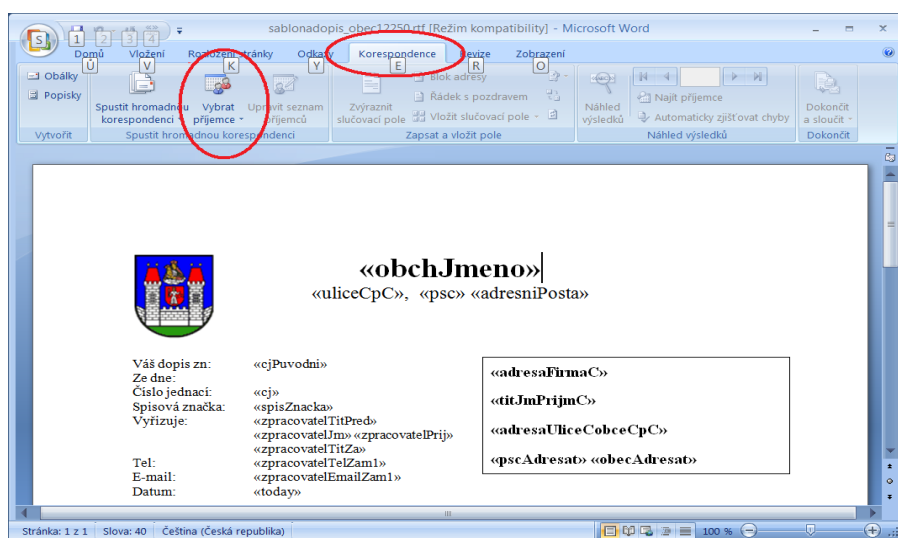 sablonadopis_obec12250.rtf [Režim kompatibility] - Microsoft Word
S 1 2 3 4
Domů Vložení Rozložení stránky Odkazy Korespondence Revize Zobrazení
Ů V K Y E R O
Obálky
Popisky
Spustit hromadnou korespondenci
Vybrat příjemce
Upravit seznam příjemců
Zvýraznit slučovací pole
Blok adresy
Řádek s pozdravem
Vložit slučovací pole
Náhled výsledků
Najít příjemce
Automaticky zjišťovat chyby
Dokončit a sloučit
Vytvořit Spustit hromadnou korespondenci Zapsat a vložit pole Náhled výsledků Dokončit
«obchJmeno»
«uliceCpC», «psc» «adresniPosta»
Váš dopis zn: «cjPuvodni»
Ze dne:
Číslo jednací: «cj»
Spisová značka: «spisZnacka»
Vyřizuje: «zpracovatelTitPred»
«zpracovatelJm» «zpracovatelPrij»
«zpracovatelTitZa»
Tel: «zpracovatelTelZam1»
E-mail: «zpracovatelEmailZam1»
Datum: «today»
«adresaFirmaC»
«titJmPrijmC»
«adresaUliceCobceCpC»
«pscAdresat» «obecAdresat»
Stránka: 1 z 1 Slova: 40 Čeština (Česká republika) 100 %